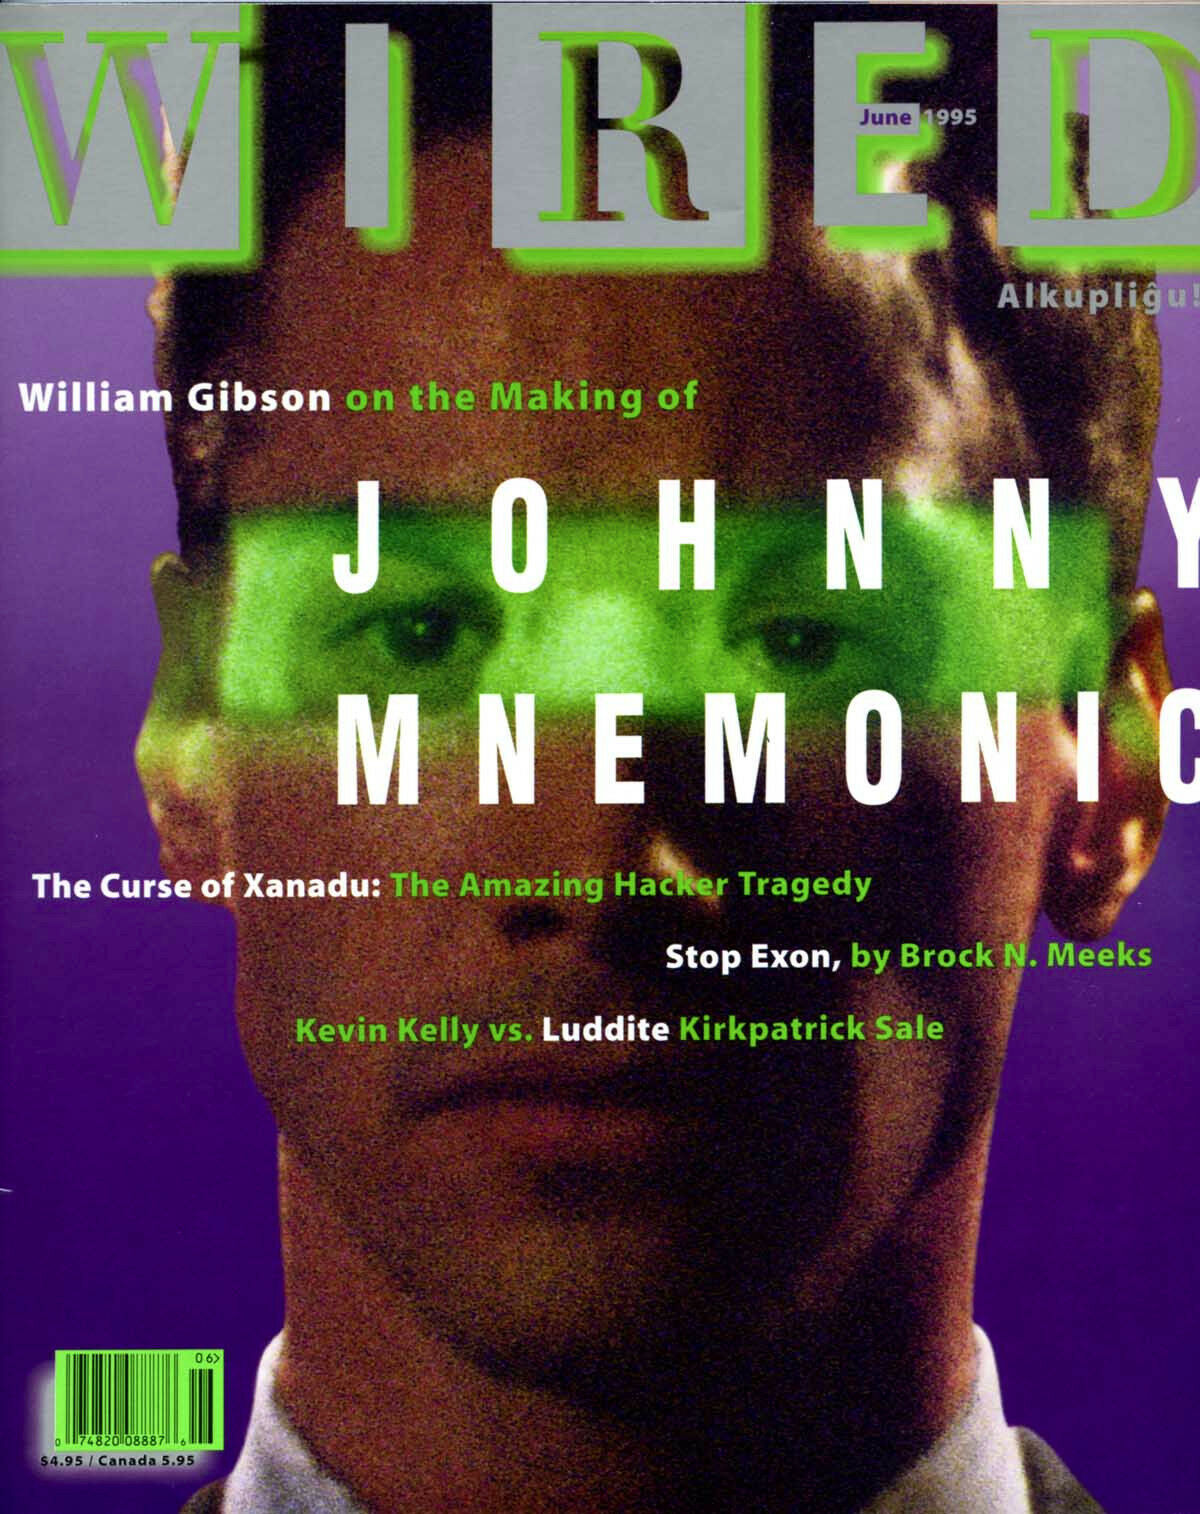 WIRED
June 1995
Alkupliĝu!
William Gibson on the Making of
JOHNNY
MNEMONIC
The Curse of Xanadu: The Amazing Hacker Tragedy
Stop Exon, by Brock N. Meeks
Kevin Kelly vs. Luddite Kirkpatrick Sale
06>
0 74820 08887 6
$4.95 / Canada 5.95